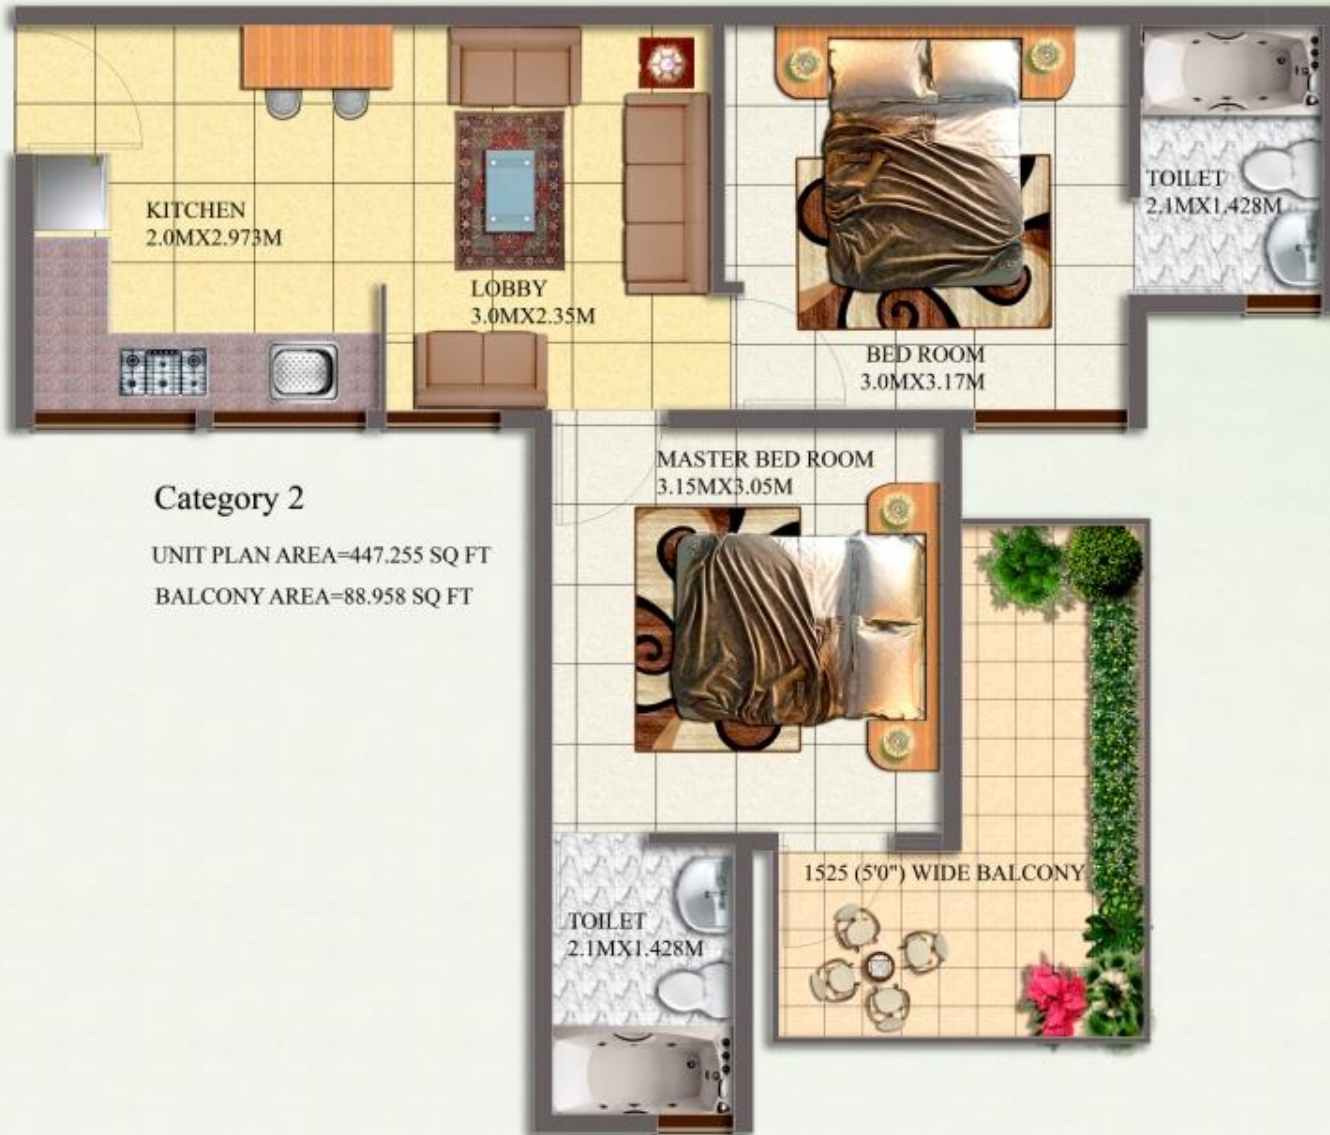 KITCHEN
2.0MX2.973M
LOBBY
3.0MX2.35M
BED ROOM
3.0MX3.17M
TOILET
2.1MX1.428M
MASTER BED ROOM
3.15MX3.05M
Category 2
UNIT PLAN AREA=447.255 SQ FT
BALCONY AREA=88.958 SQ FT
1525 (5'0") WIDE BALCONY
TOILET
2.1MX1.428M